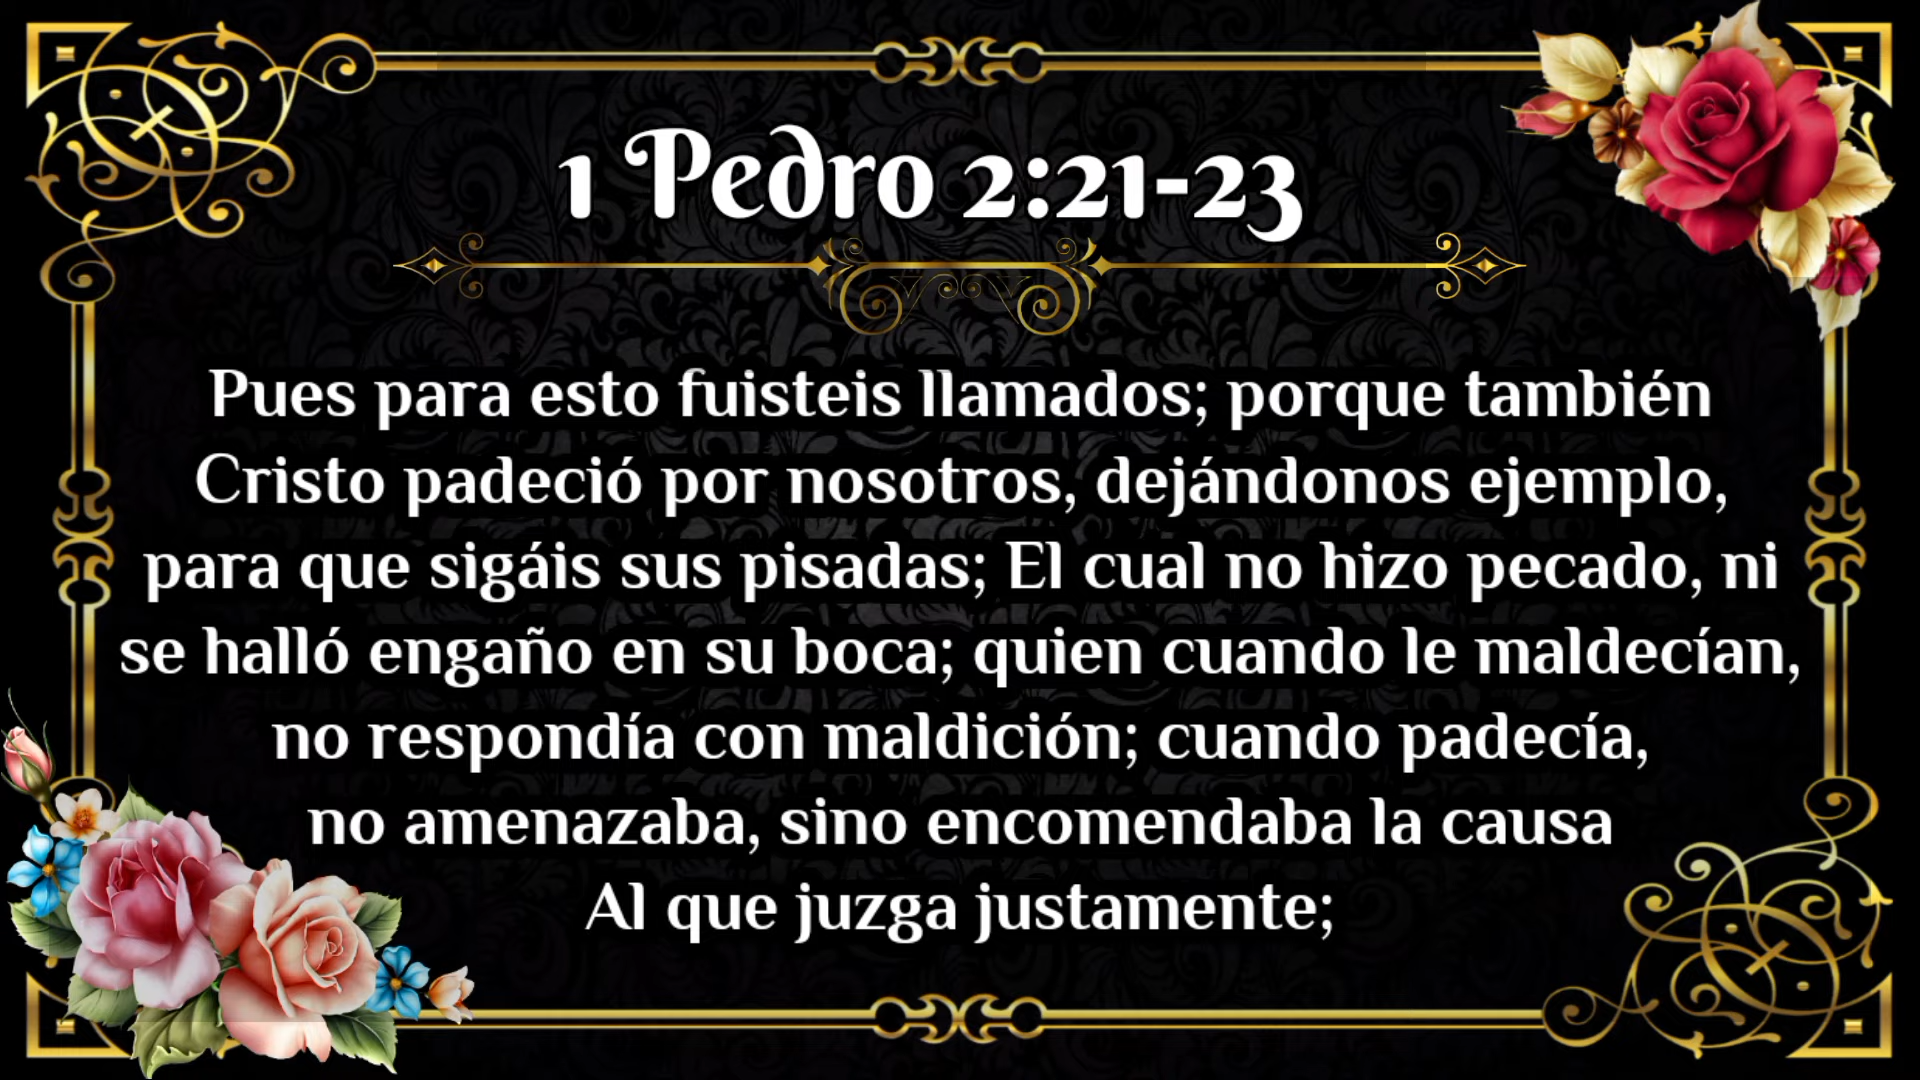 1 Pedro 2:21-23
Pues para esto fuisteis llamados; porque también
Cristo padeció por nosotros, dejándonos ejemplo,
para que sigáis sus pisadas; El cual no hizo pecado, ni
se halló engaño en su boca; quien cuando le maldecían,
no respondía con maldición; cuando padecía,
no amenazaba, sino encomendaba la causa
Al que juzga justamente;